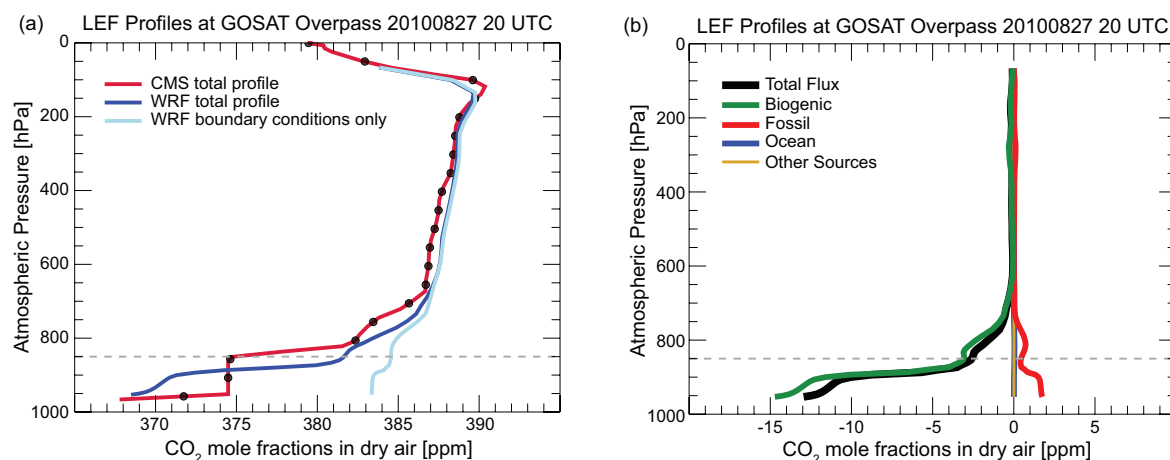 (a) LEF Profiles at GOSAT Overpass 20100827 20 UTC
0
200
400
600
800
1000
Atmospheric Pressure [hPa]
CMS total profile
WRF total profile
WRF boundary conditions only
370 375 380 385 390
CO2 mole fractions in dry air [ppm]
(b) LEF Profiles at GOSAT Overpass 20100827 20 UTC
0
200
400
600
800
1000
Atmospheric Pressure [hPa]
Total Flux
Biogenic
Fossil
Ocean
Other Sources
-15 -10 -5 0 5
CO2 mole fractions in dry air [ppm]